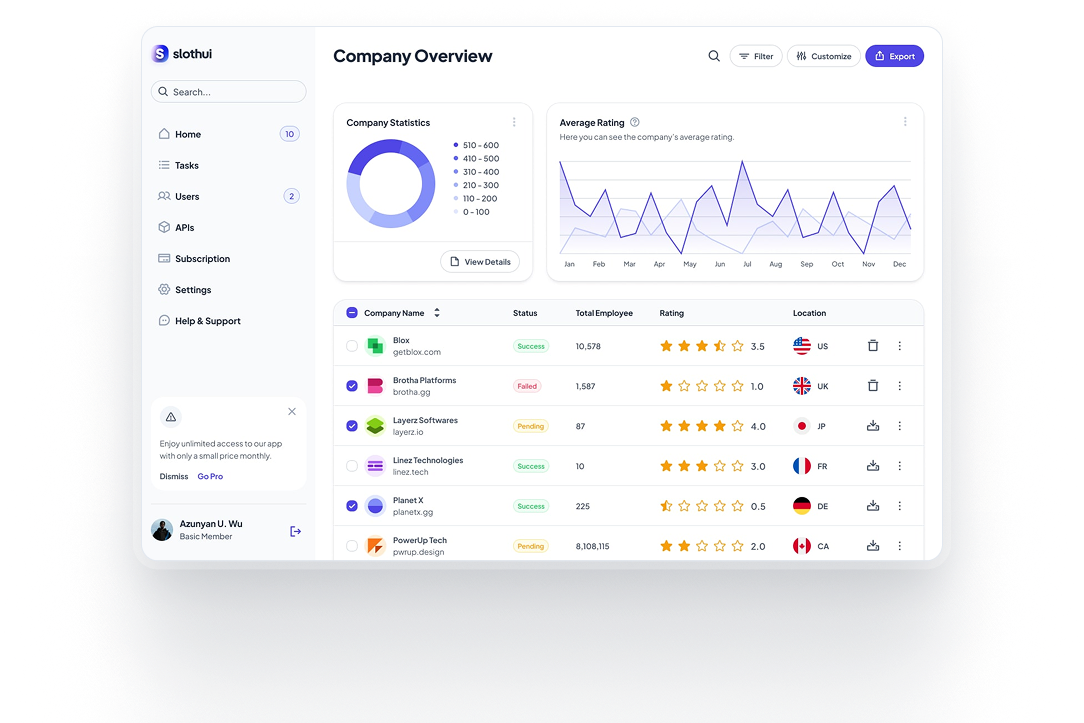 slothui
Search...
Home 10
Tasks
Users 2
APIs
Subscription
Settings
Help & Support
Enjoy unlimited access to our app
with only a small price monthly.
Dismiss Go Pro
Azunyan U. Wu
Basic Member
Company Overview
Filter Customize Export
Company Statistics
510 - 600
410 - 500
310 - 400
210 - 300
110 - 200
0 - 100
View Details
Average Rating
Here you can see the company's average rating.
Jan Feb Mar Apr May Jun Jul Aug Sep Oct Nov Dec
Company Name Status Total Employee Rating Location
Blox
getblox.com
Success 10,578 3.5 US
Brotha Platforms
brotha.gg
Failed 1,587 1.0 UK
Layerz Softwares
layerz.io
Pending 87 4.0 JP
Linez Technologies
linez.tech
Success 10 3.0 FR
Planet X
planetx.gg
Success 225 0.5 DE
PowerUp Tech
pwrup.design
Pending 8,108,115 2.0 CA